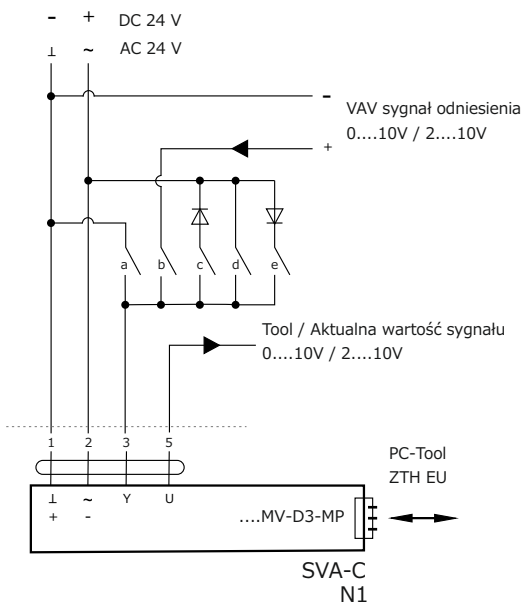 - + DC 24 V
⊥ ~ AC 24 V
-
VAV sygnał odniesienia
0....10V / 2....10V
+
a b c d e
Tool / Aktualna wartość sygnału
0....10V / 2....10V
1 2 3 5
PC-Tool
ZTH EU
⊥ ~ Y U
+ -
....MV-D3-MP
SVA-C
N1